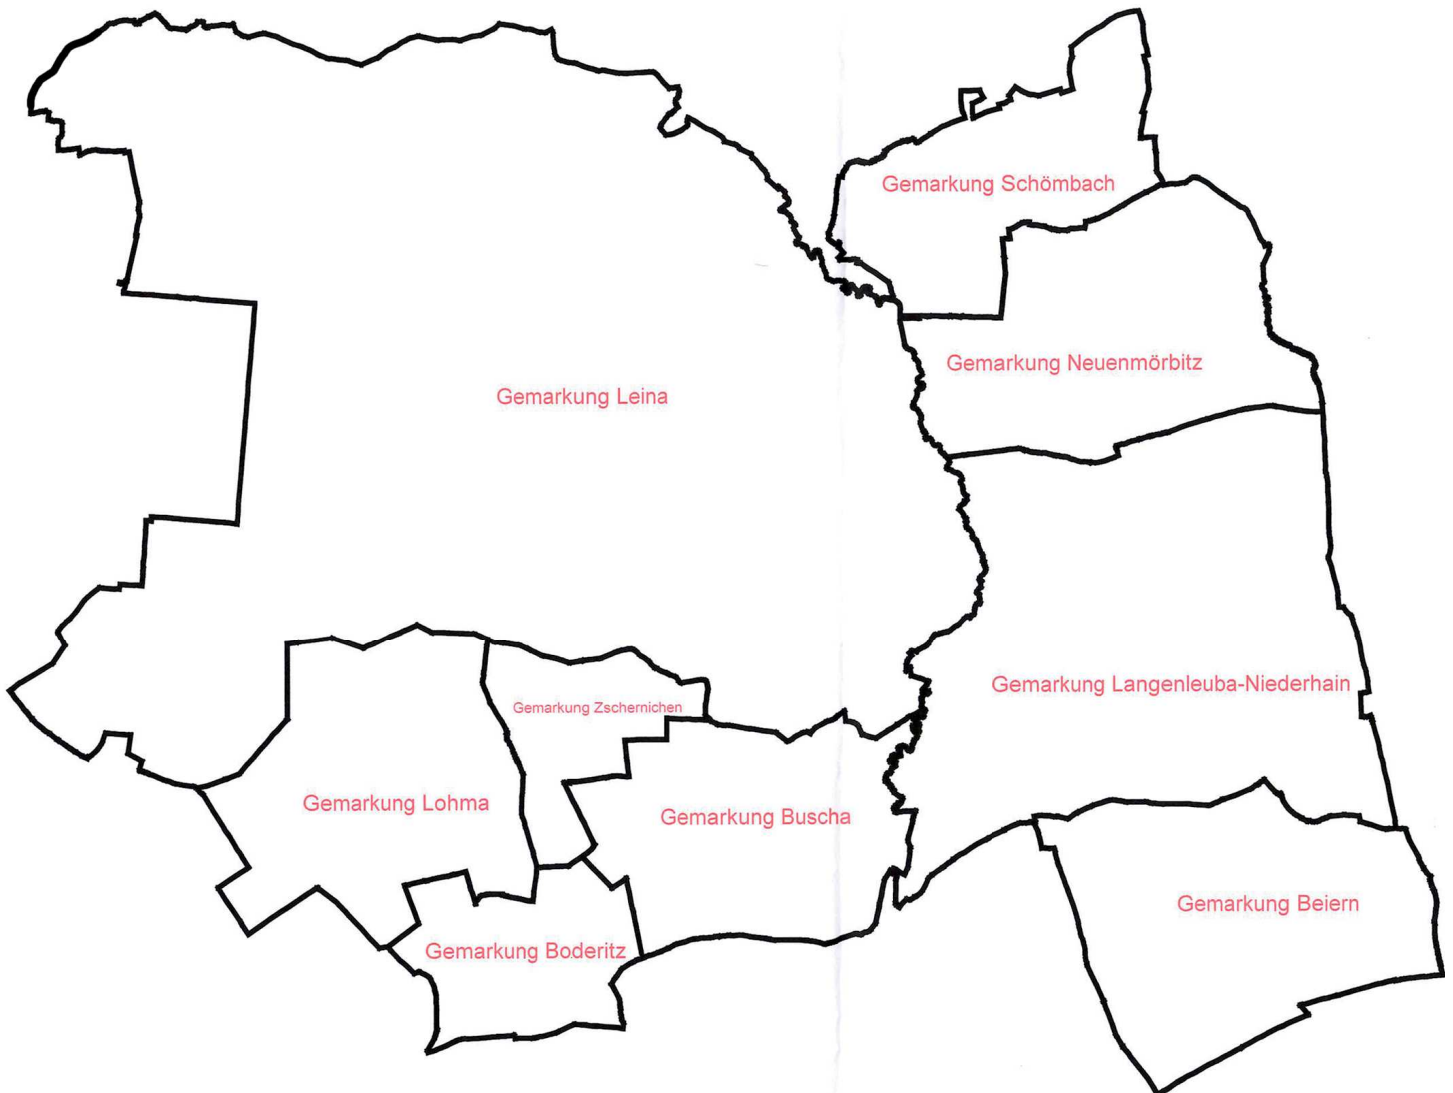 Gemarkung Schömbach
Gemarkung Neuenmörbitz
Gemarkung Leina
Gemarkung Langenleuba-Niederhain
Gemarkung Zschernichen
Gemarkung Lohma
Gemarkung Buscha
Gemarkung Beiern
Gemarkung Boderitz